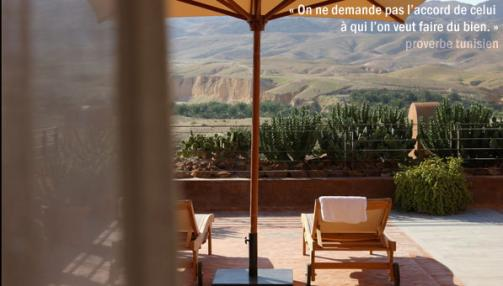 « On ne demande pas l'accord de celui
à qui l'on veut faire du bien. »
proverbe tunisien